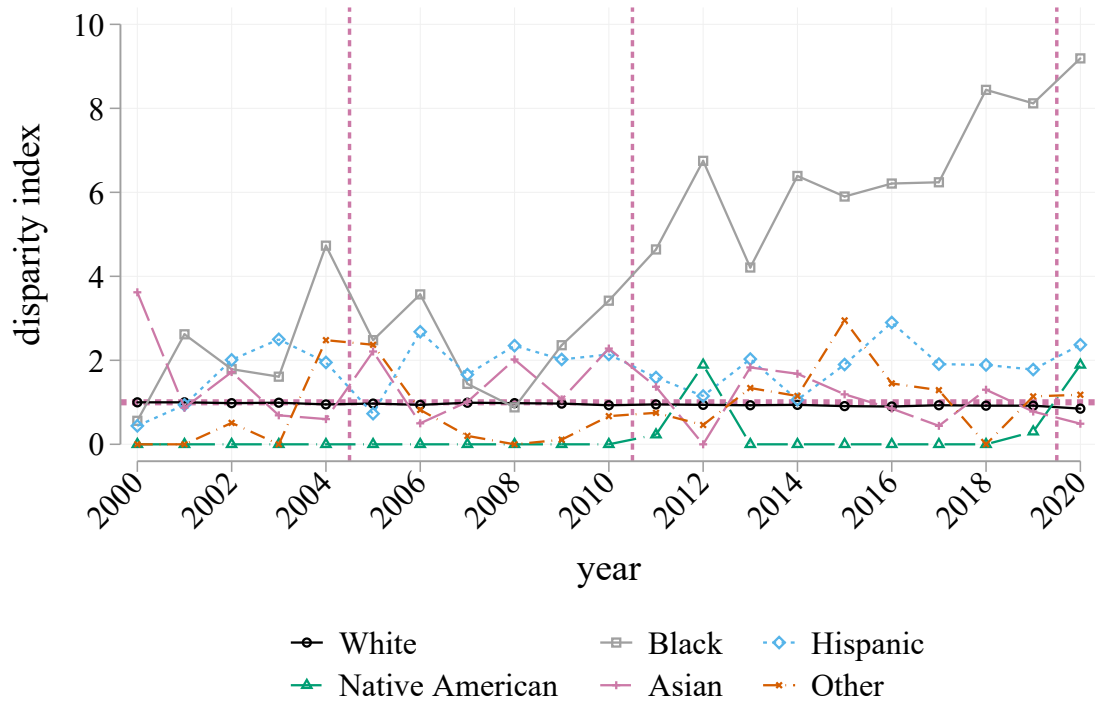 10
8
6
4
2
0
disparity index
2000
2002
2004
2006
2008
2010
2012
2014
2016
2018
2020
year
White
Black
Hispanic
Native American
Asian
Other